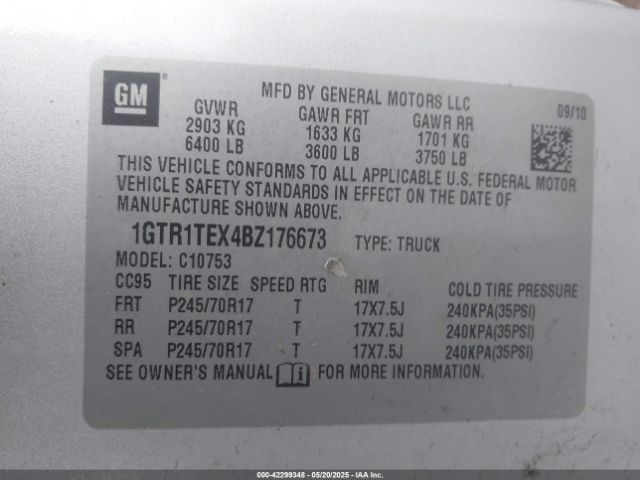 GM
MFD BY GENERAL MOTORS LLC
09/10
GVWR GAWR FRT GAWR RR
2903 KG 1633 KG 1701 KG
6400 LB 3600 LB 3750 LB
THIS VEHICLE CONFORMS TO ALL APPLICABLE U.S. FEDERAL MOTOR
VEHICLE SAFETY STANDARDS IN EFFECT ON THE DATE OF
MANUFACTURE SHOWN ABOVE.
1GTR1TEX4BZ176673 TYPE: TRUCK
MODEL: C10753
CC95 TIRE SIZE SPEED RTG RIM COLD TIRE PRESSURE
FRT P245/70R17 T 17X7.5J 240KPA(35PSI)
RR P245/70R17 T 17X7.5J 240KPA(35PSI)
SPA P245/70R17 T 17X7.5J 240KPA(35PSI)
SEE OWNER'S MANUAL FOR MORE INFORMATION.
000-42299348 - 05/20/2025 - IAAI.COM